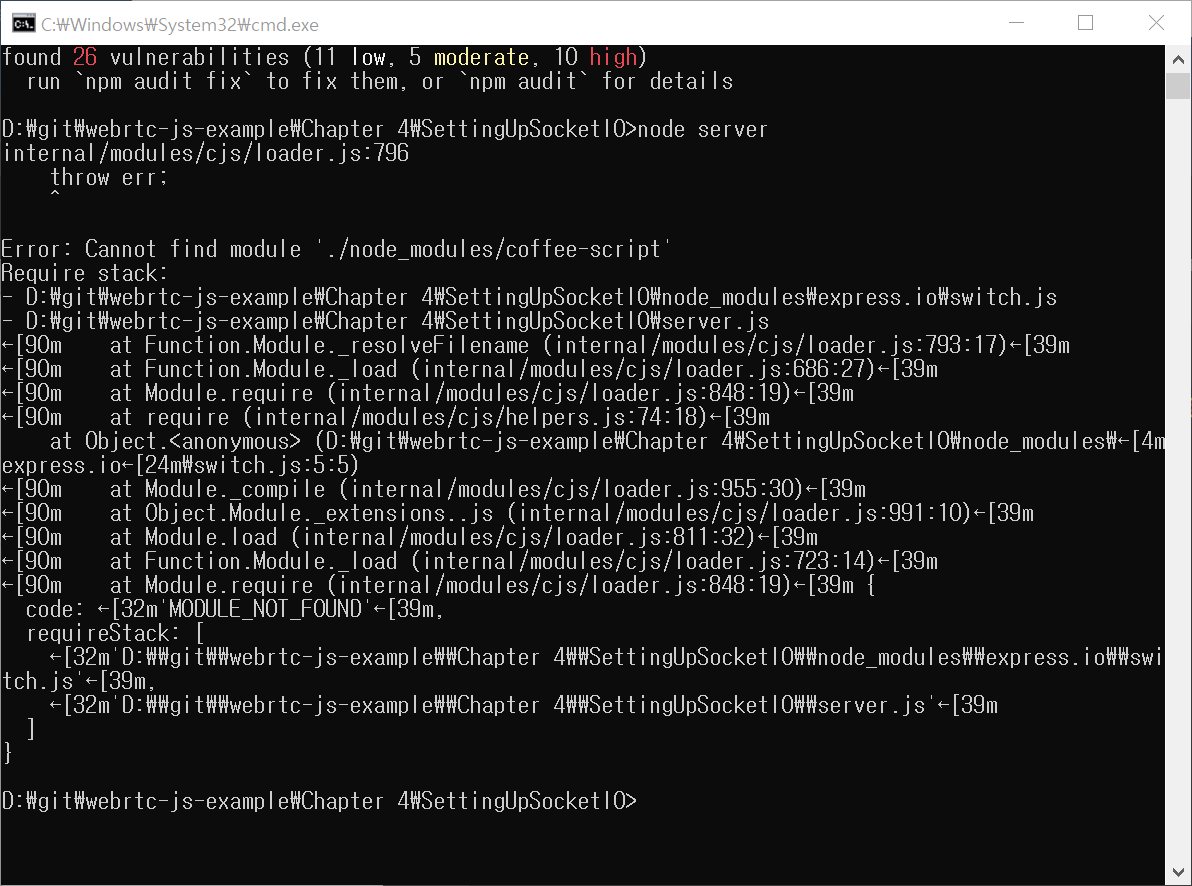 C:₩Windows₩System32₩cmd.exe
found 26 vulnerabilities (11 low, 5 moderate, 10 high)
  run `npm audit fix` to fix them, or `npm audit` for details
D:₩git₩webrtc-js-example₩Chapter 4₩SettingUpSocketIO>node server
internal/modules/cjs/loader.js:796
    throw err;
    ^
Error: Cannot find module './node_modules/coffee-script'
Require stack:
- D:₩git₩webrtc-js-example₩Chapter 4₩SettingUpSocketIO₩node_modules₩express.io₩switch.js
- D:₩git₩webrtc-js-example₩Chapter 4₩SettingUpSocketIO₩server.js
←[90m    at Function.Module._resolveFilename (internal/modules/cjs/loader.js:793:17)←[39m
←[90m    at Function.Module._load (internal/modules/cjs/loader.js:686:27)←[39m
←[90m    at Module.require (internal/modules/cjs/loader.js:848:19)←[39m
←[90m    at require (internal/modules/cjs/helpers.js:74:18)←[39m
    at Object.<anonymous> (D:₩git₩webrtc-js-example₩Chapter 4₩SettingUpSocketIO₩node_modules₩←[4m
express.io←[24m₩switch.js:5:5)
←[90m    at Module._compile (internal/modules/cjs/loader.js:955:30)←[39m
←[90m    at Object.Module._extensions..js (internal/modules/cjs/loader.js:991:10)←[39m
←[90m    at Module.load (internal/modules/cjs/loader.js:811:32)←[39m
←[90m    at Function.Module._load (internal/modules/cjs/loader.js:723:14)←[39m
←[90m    at Module.require (internal/modules/cjs/loader.js:848:19)←[39m {
  code: ←[32m'MODULE_NOT_FOUND'←[39m,
  requireStack: [
    ←[32m'D:₩₩git₩₩webrtc-js-example₩₩Chapter 4₩₩SettingUpSocketIO₩₩node_modules₩₩express.io₩₩swi
tch.js'←[39m,
    ←[32m'D:₩₩git₩₩webrtc-js-example₩₩Chapter 4₩₩SettingUpSocketIO₩₩server.js'←[39m
  ]
}
D:₩git₩webrtc-js-example₩Chapter 4₩SettingUpSocketIO>